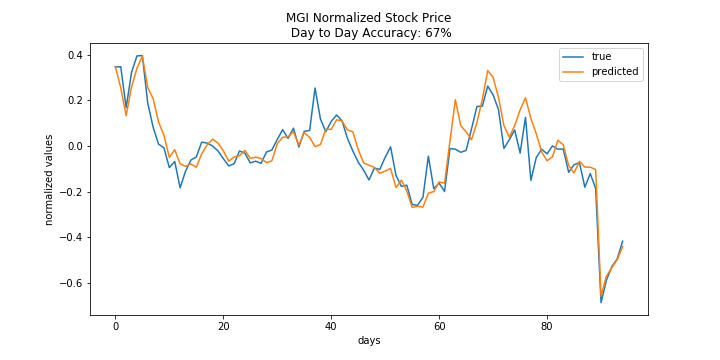 MGI Normalized Stock Price
Day to Day Accuracy: 67%
true
predicted
normalized values
0.4
0.2
0.0
−0.2
−0.4
−0.6
0
20
40
60
80
days